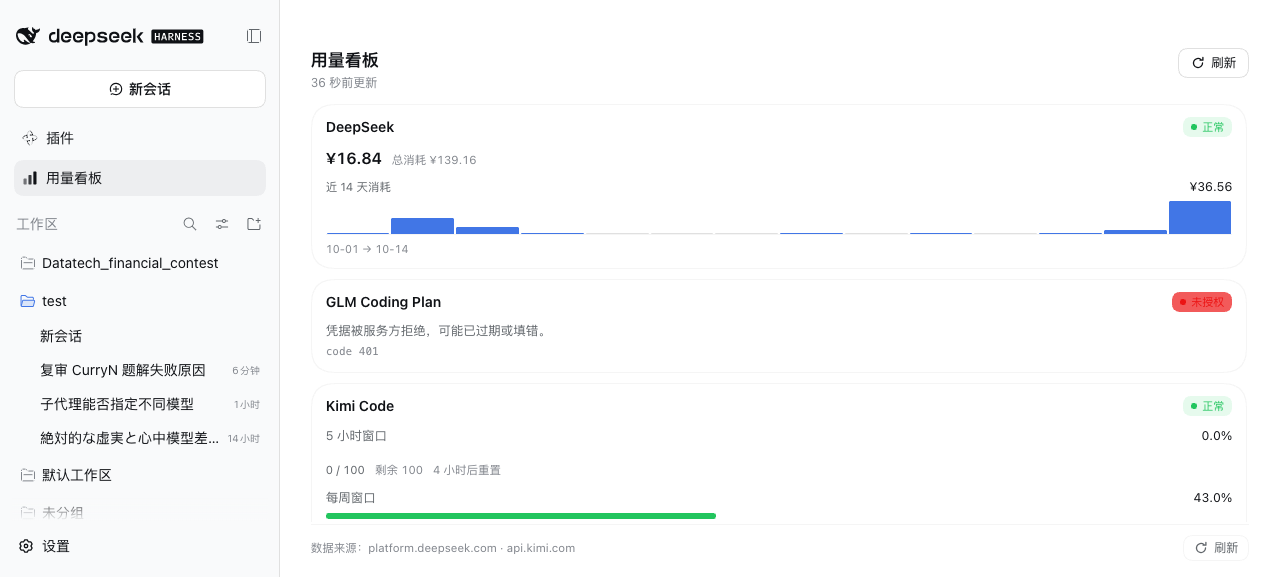 deepseek HARNESS
新会话
插件
用量看板
工作区
Datatech_financial_contest
test
新会话
复审 CurryN 题解失败原因 6 分钟
子代理能否指定不同模型 1 小时
絶対的な虚実と心中模型差... 14 小时
默认工作区
未分组
设置
用量看板
36 秒前更新
刷新
DeepSeek
正常
¥16.84 总消耗 ¥139.16
近 14 天消耗 ¥36.56
10-01 → 10-14
GLM Coding Plan
未授权
凭据被服务方拒绝，可能已过期或填错。
code 401
Kimi Code
正常
5 小时窗口 0.0%
0 / 100 剩余 100 4 小时后重置
每周窗口 43.0%
数据来源：platform.deepseek.com · api.kimi.com
刷新